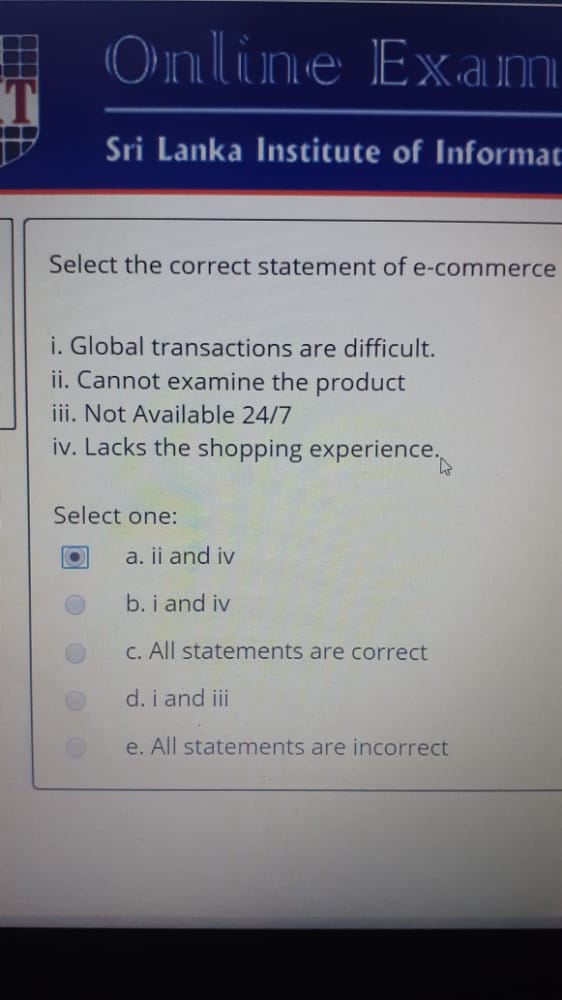 Online Exam
T
Sri Lanka Institute of Informat
Select the correct statement of e-commerce
i. Global transactions are difficult.
ii. Cannot examine the product
iii. Not Available 24/7
iv. Lacks the shopping experience.
Select one:
a. ii and iv
b. i and iv
c. All statements are correct
d. i and iii
e. All statements are incorrect